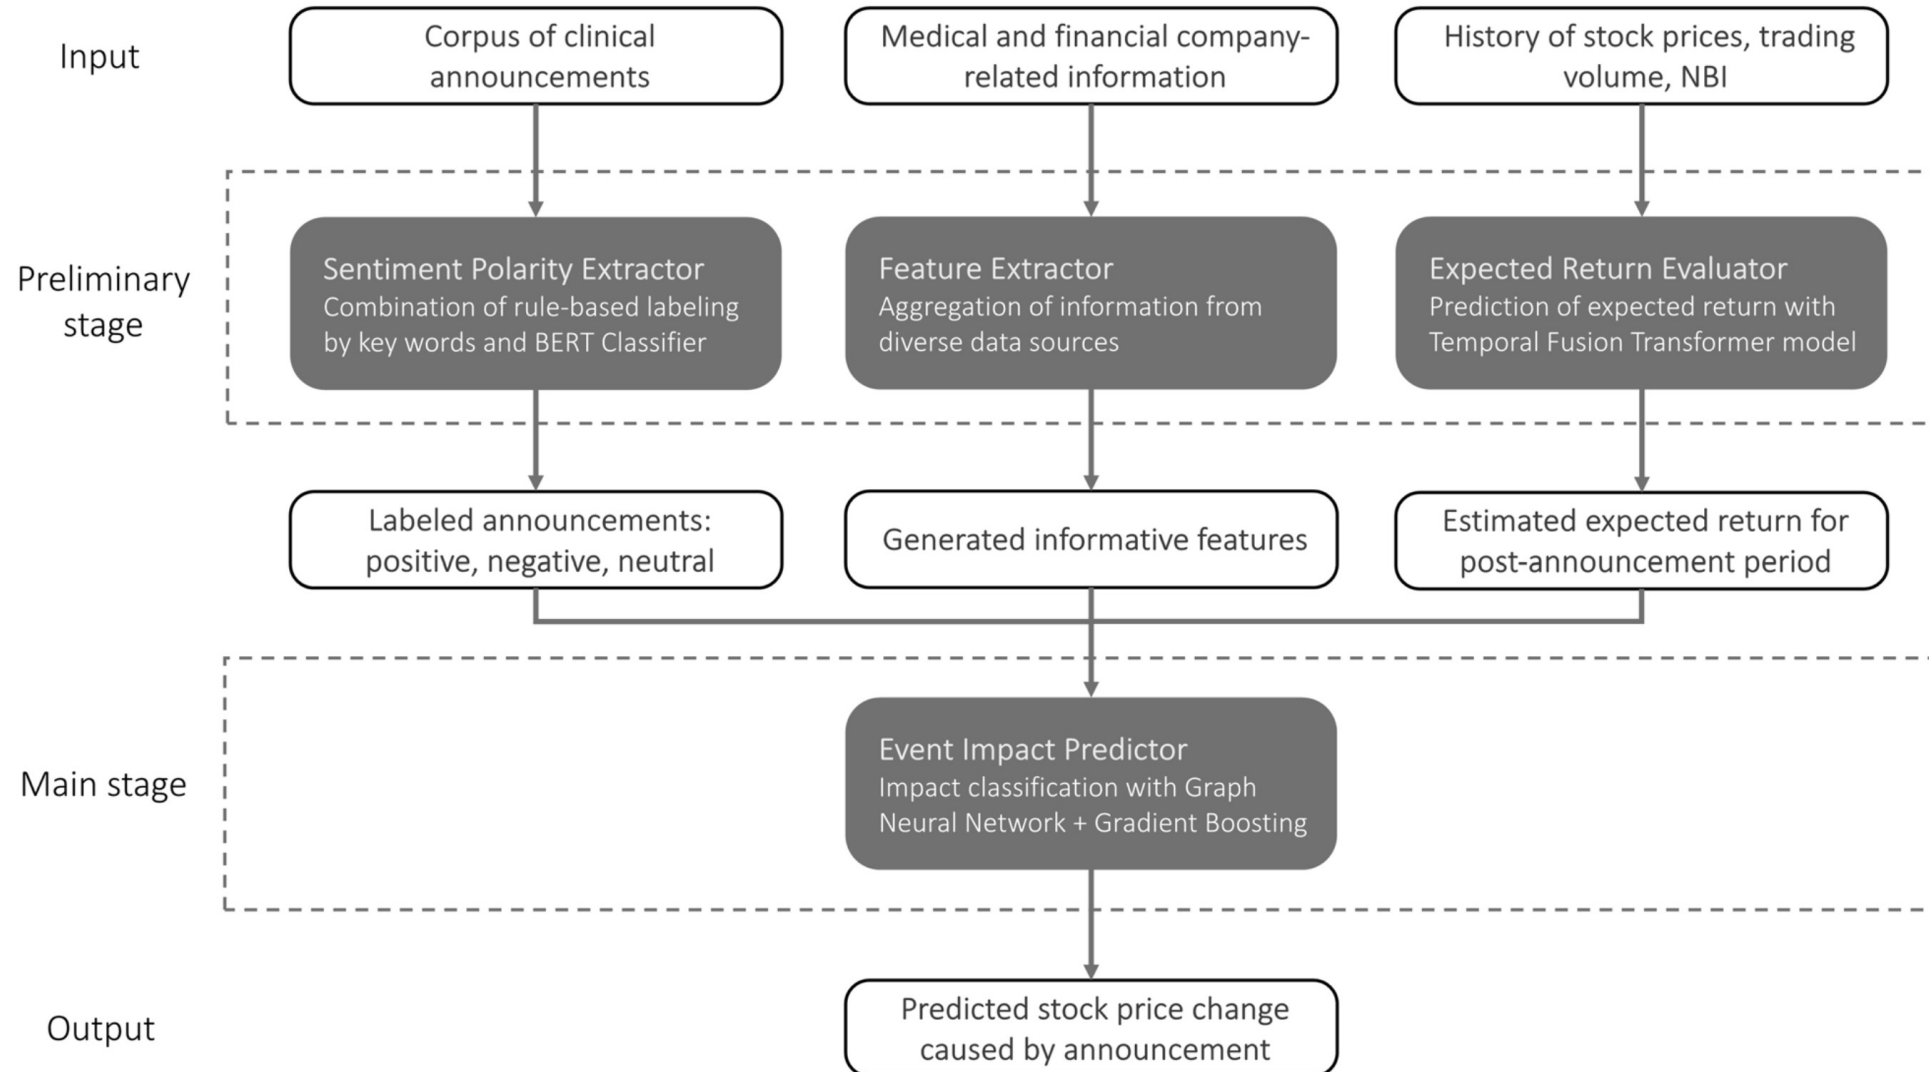 Input
Corpus of clinical
announcements
Medical and financial company-
related information
History of stock prices, trading
volume, NBI
Preliminary
stage
Sentiment Polarity Extractor
Combination of rule-based labeling
by key words and BERT Classifier
Feature Extractor
Aggregation of information from
diverse data sources
Expected Return Evaluator
Prediction of expected return with
Temporal Fusion Transformer model
Labeled announcements:
positive, negative, neutral
Generated informative features
Estimated expected return for
post-announcement period
Main stage
Event Impact Predictor
Impact classification with Graph
Neural Network + Gradient Boosting
Output
Predicted stock price change
caused by announcement